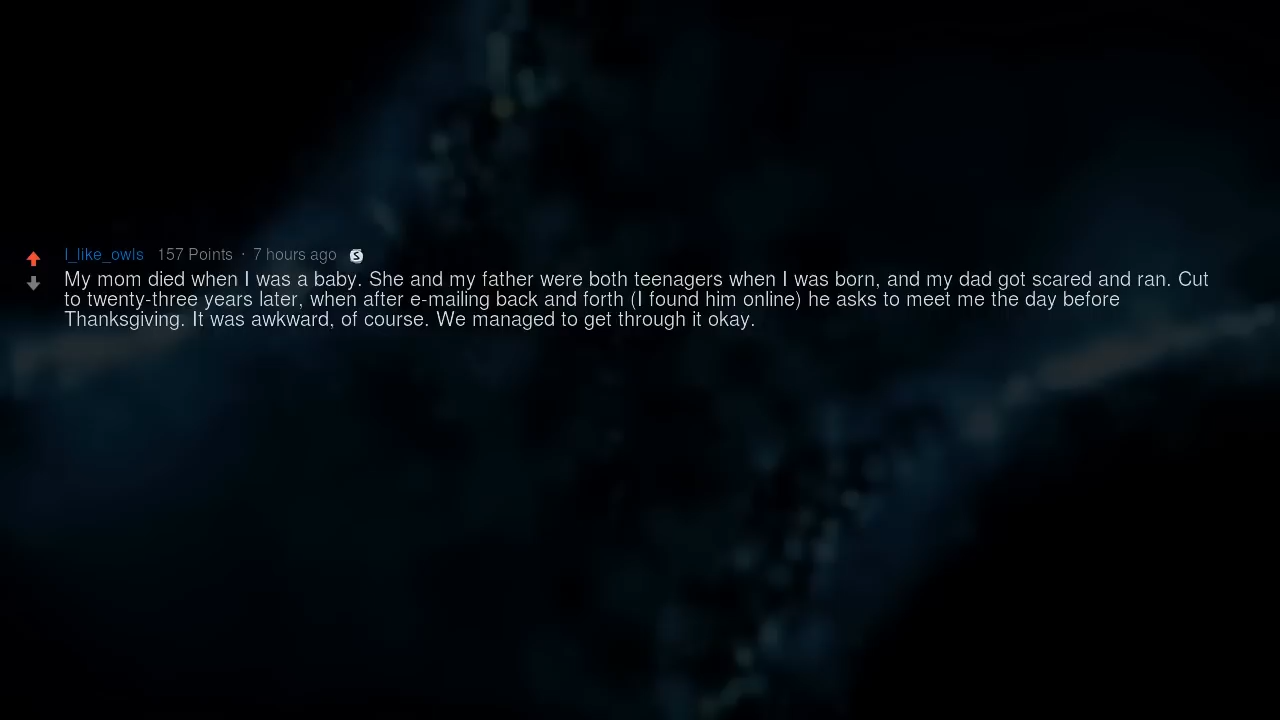 I_like_owls 157 Points · 7 hours ago
My mom died when I was a baby. She and my father were both teenagers when I was born, and my dad got scared and ran. Cut
to twenty-three years later, when after e-mailing back and forth (I found him online) he asks to meet me the day before
Thanksgiving. It was awkward, of course. We managed to get through it okay.